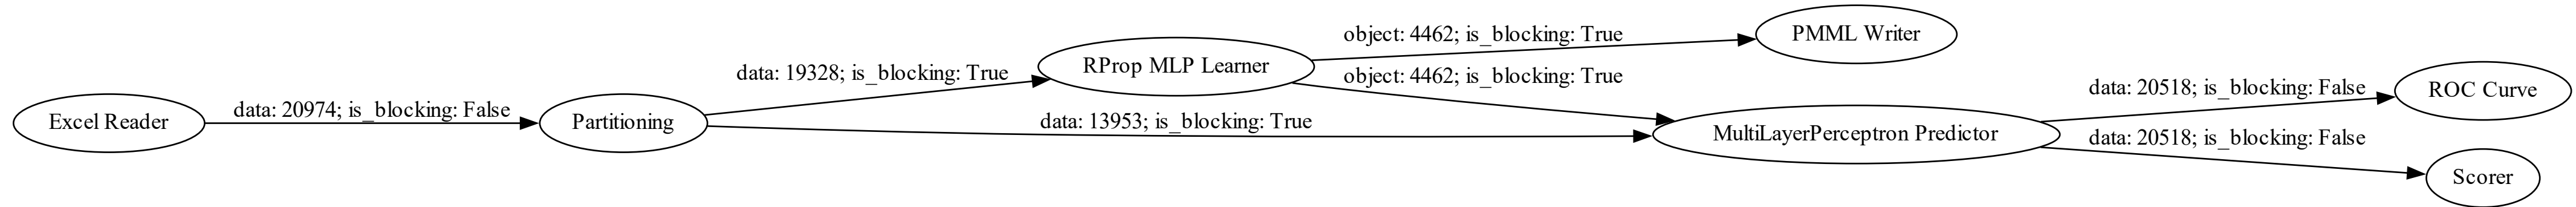 Excel Reader
data: 20974; is_blocking: False
Partitioning
data: 19328; is_blocking: True
data: 13953; is_blocking: True
RProp MLP Learner
object: 4462; is_blocking: True
object: 4462; is_blocking: True
PMML Writer
MultiLayerPerceptron Predictor
data: 20518; is_blocking: False
data: 20518; is_blocking: False
ROC Curve
Scorer